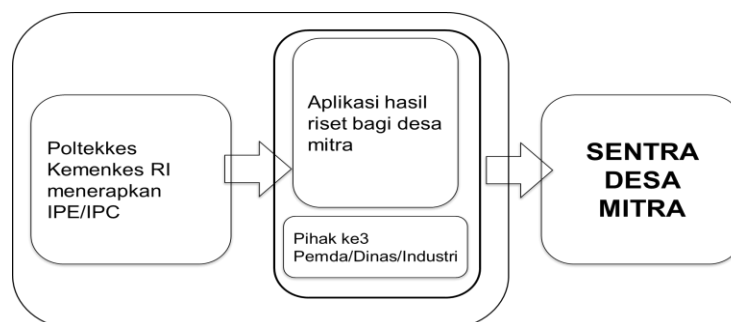 Poltekkes
Kemenkes RI
menerapkan
IPE/IPC
Aplikasi hasil
riset bagi desa
mitra
Pihak ke3
Pemda/Dinas/Industri
SENTRA
DESA
MITRA